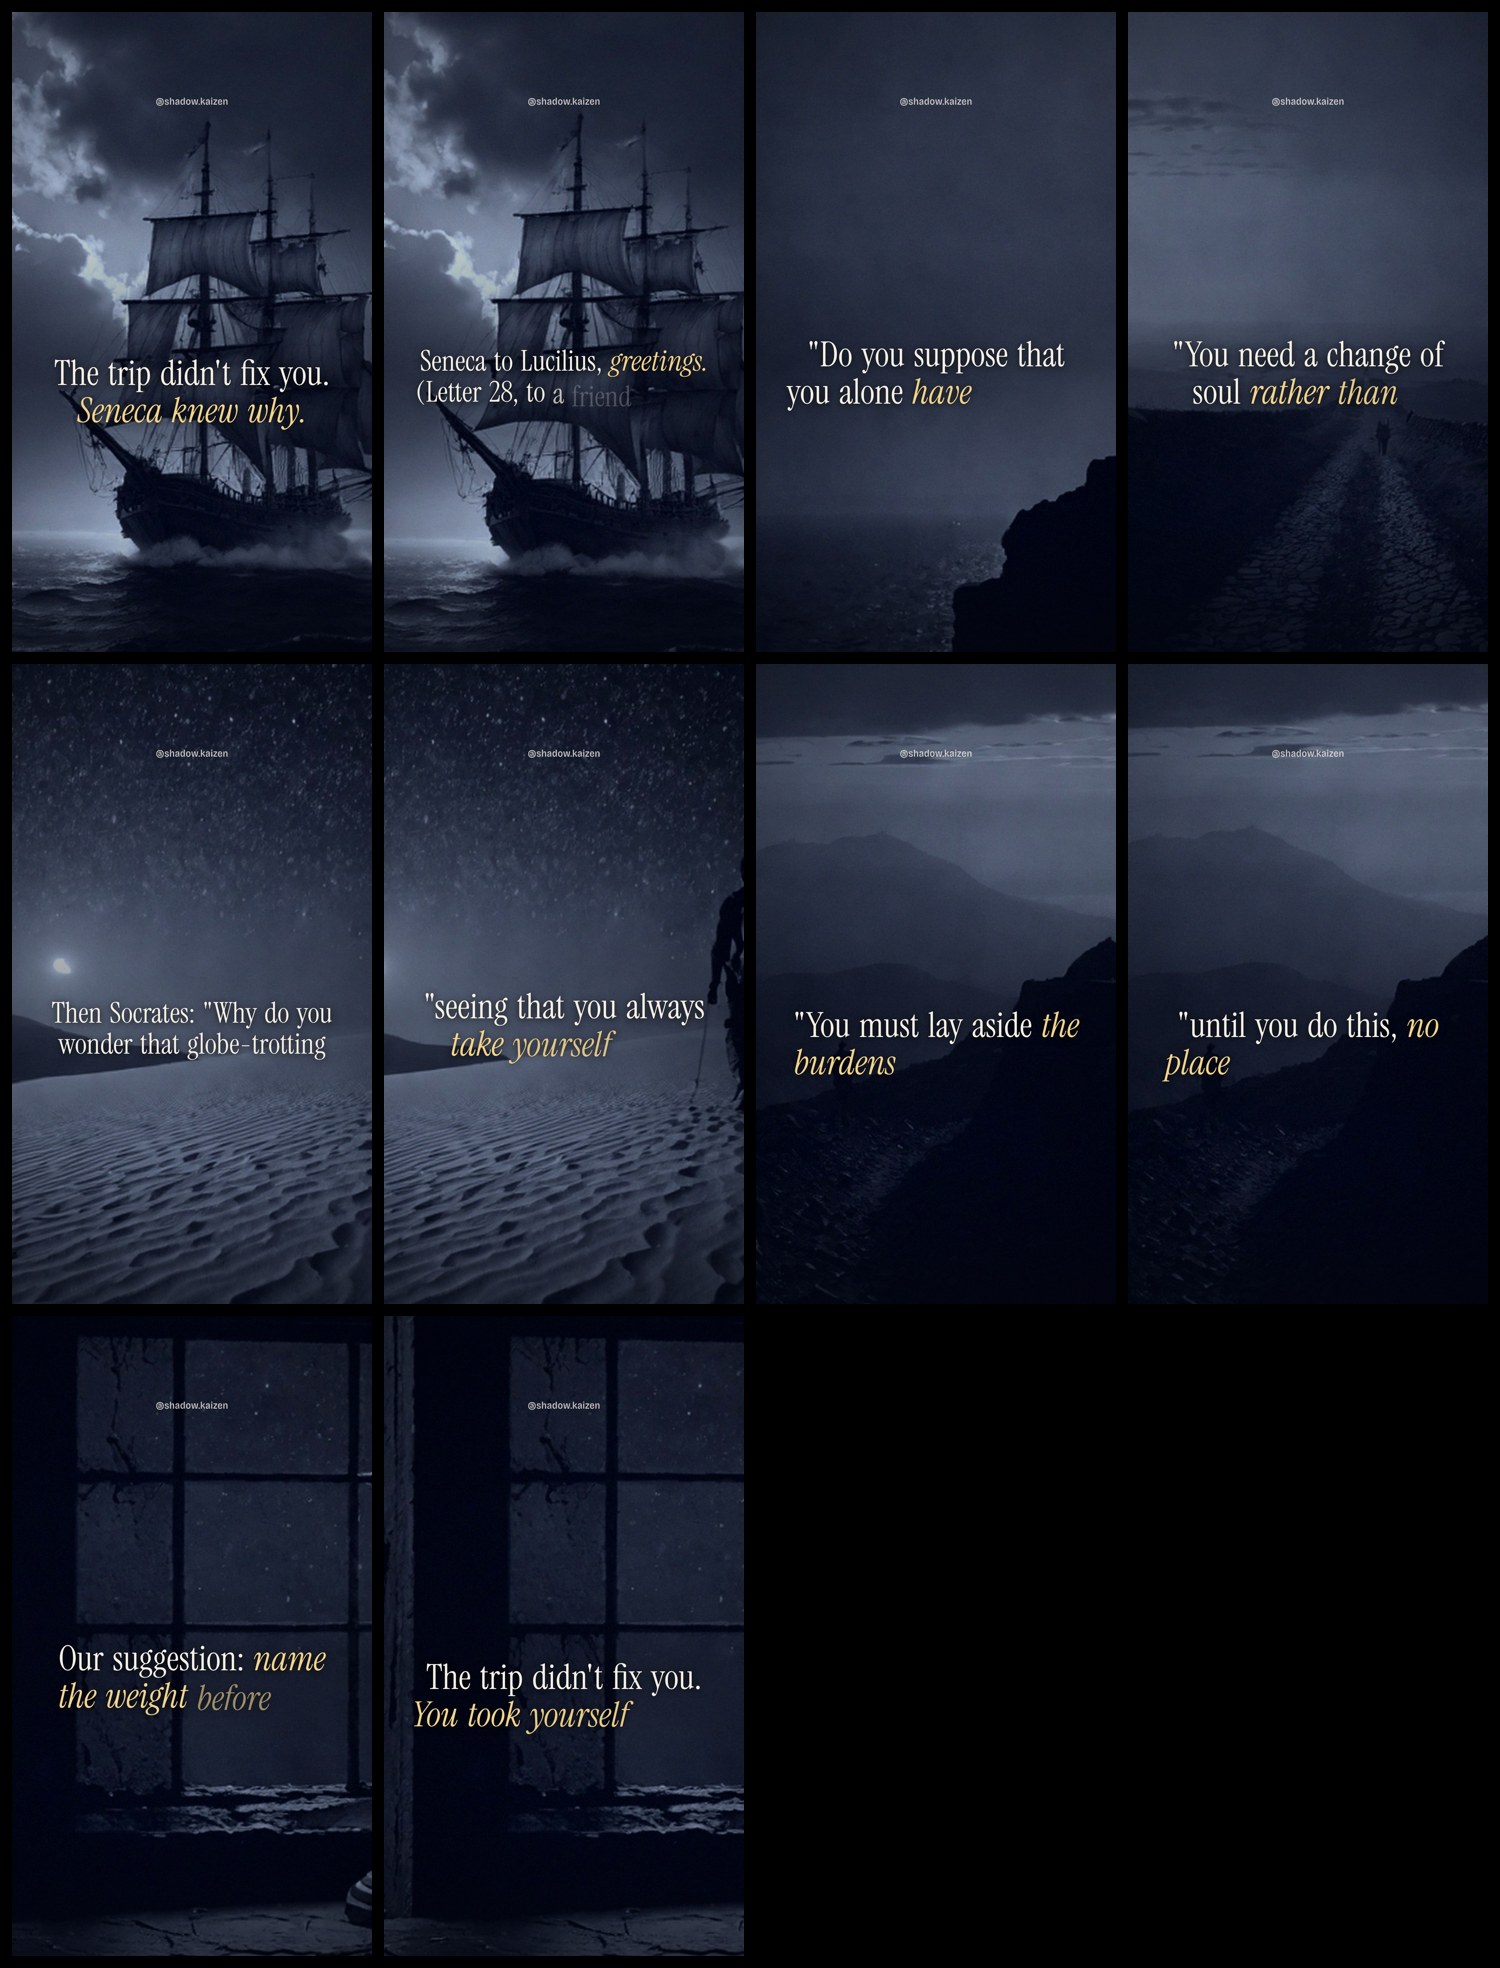 @shadow.kaizen
The trip didn't fix you.
Seneca knew why.
@shadow.kaizen
Seneca to Lucilius, greetings.
(Letter 28, to a friend
@shadow.kaizen
"Do you suppose that
you alone have
@shadow.kaizen
"You need a change of
soul rather than
@shadow.kaizen
Then Socrates: "Why do you
wonder that globe-trotting
@shadow.kaizen
"seeing that you always
take yourself
@shadow.kaizen
"You must lay aside the
burdens
@shadow.kaizen
"until you do this, no
place
@shadow.kaizen
Our suggestion: name
the weight before
@shadow.kaizen
The trip didn't fix you.
You took yourself